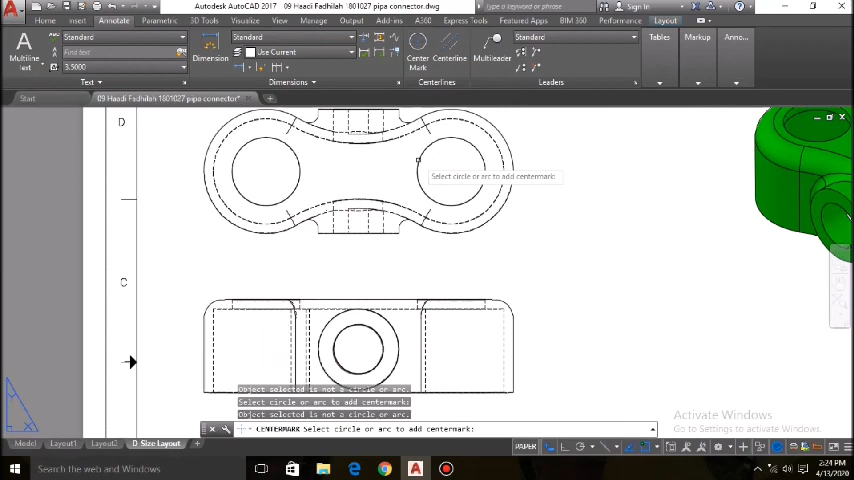 Autodesk AutoCAD 2017   09 Haadi Fadhilah 1801027 pipa connector.dwg
Type a keyword or phrase
Sign In
Home Insert Annotate Parametric 3D Tools Visualize View Manage Output Add-ins A360 Express Tools Featured Apps BIM 360 Performance Layout
Standard
Find text
3.5000
Multiline
text
Text
Standard
Use Current
Dimension
Dimensions
Center
Mark
Centerline
Centerlines
Multileader
Standard
Leaders
Tables
Markup
Anno...
Start
09 Haadi Fadhilah 1801027 pipa connector*
D
Select circle or arc to add centermark:
C
Object selected is not a circle or arc.
Select circle or arc to add centermark:
Object selected is not a circle or arc.
CENTERMARK Select circle or arc to add centermark:
Activate Windows
Go to Settings to activate Windows.
X
Model Layout1 Layout2 D-Size Layout
PAPER
Search the web and Windows
2:24 PM
4/13/2020